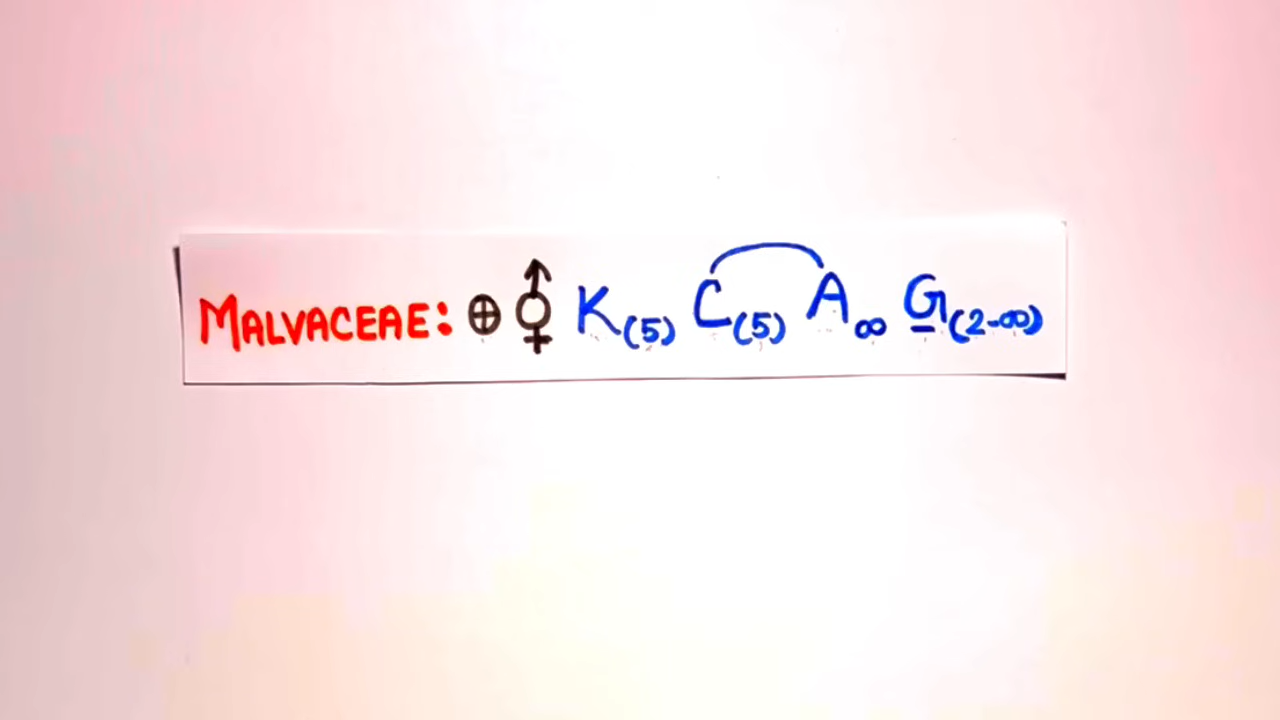 MALVACEAE: ⊕ ⚥ K(5) C(5) A∞ G(2-∞)